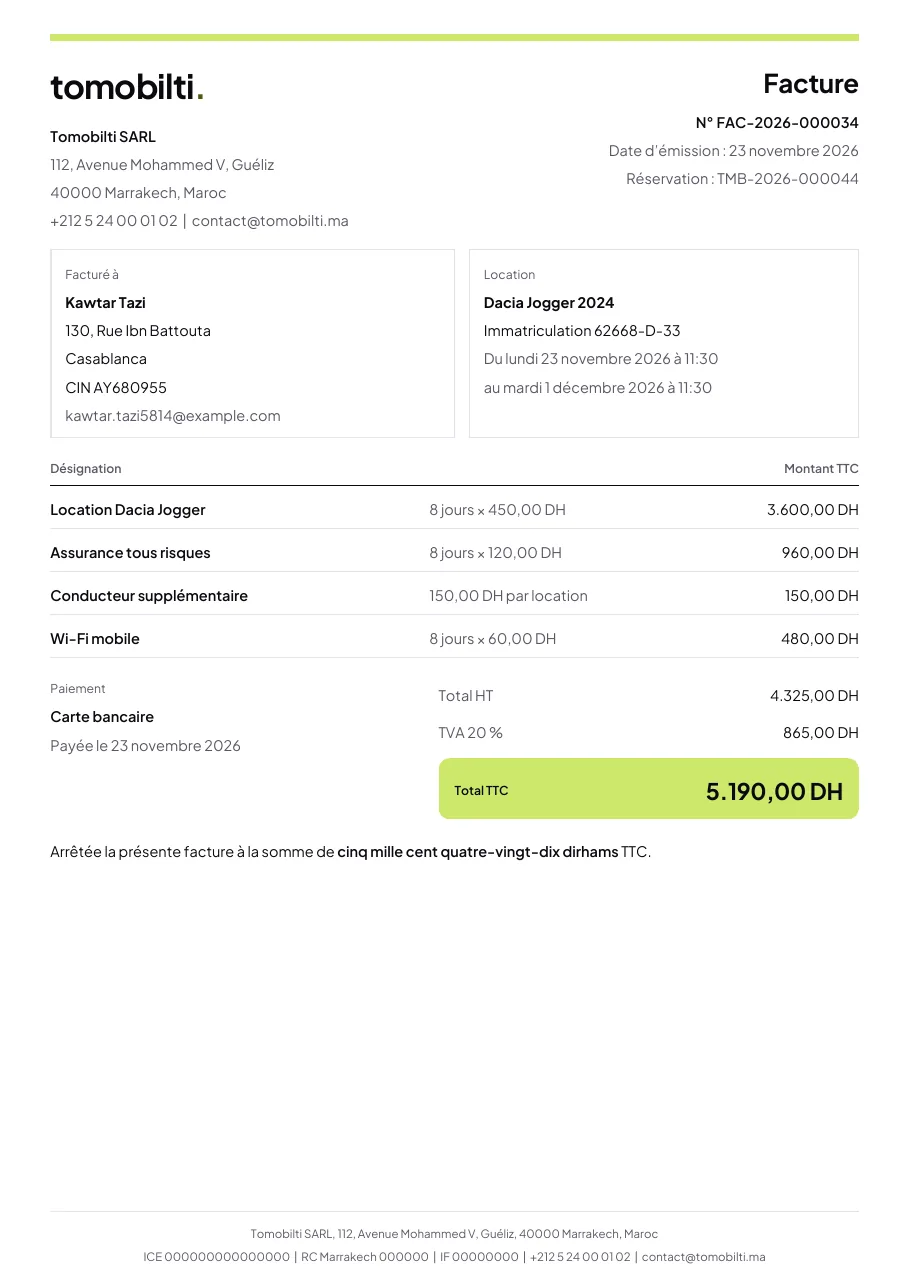 tomobilti.
Tomobilti SARL
112, Avenue Mohammed V, Guéliz
40000 Marrakech, Maroc
+212 5 24 00 01 02 | contact@tomobilti.ma
Facture
N° FAC-2026-000034
Date d'émission : 23 novembre 2026
Réservation : TMB-2026-000044
Facturé à
Kawtar Tazi
130, Rue Ibn Battouta
Casablanca
CIN AY680955
kawtar.tazi5814@example.com
Location
Dacia Jogger 2024
Immatriculation 62668-D-33
Du lundi 23 novembre 2026 à 11:30
au mardi 1 décembre 2026 à 11:30
Désignation Montant TTC
Location Dacia Jogger 8 jours × 450,00 DH 3.600,00 DH
Assurance tous risques 8 jours × 120,00 DH 960,00 DH
Conducteur supplémentaire 150,00 DH par location 150,00 DH
Wi-Fi mobile 8 jours × 60,00 DH 480,00 DH
Paiement
Carte bancaire
Payée le 23 novembre 2026
Total HT 4.325,00 DH
TVA 20 % 865,00 DH
Total TTC 5.190,00 DH
Arrêtée la présente facture à la somme de cinq mille cent quatre-vingt-dix dirhams TTC.
Tomobilti SARL, 112, Avenue Mohammed V, Guéliz, 40000 Marrakech, Maroc
ICE 000000000000000 | RC Marrakech 000000 | IF 00000000 | +212 5 24 00 01 02 | contact@tomobilti.ma